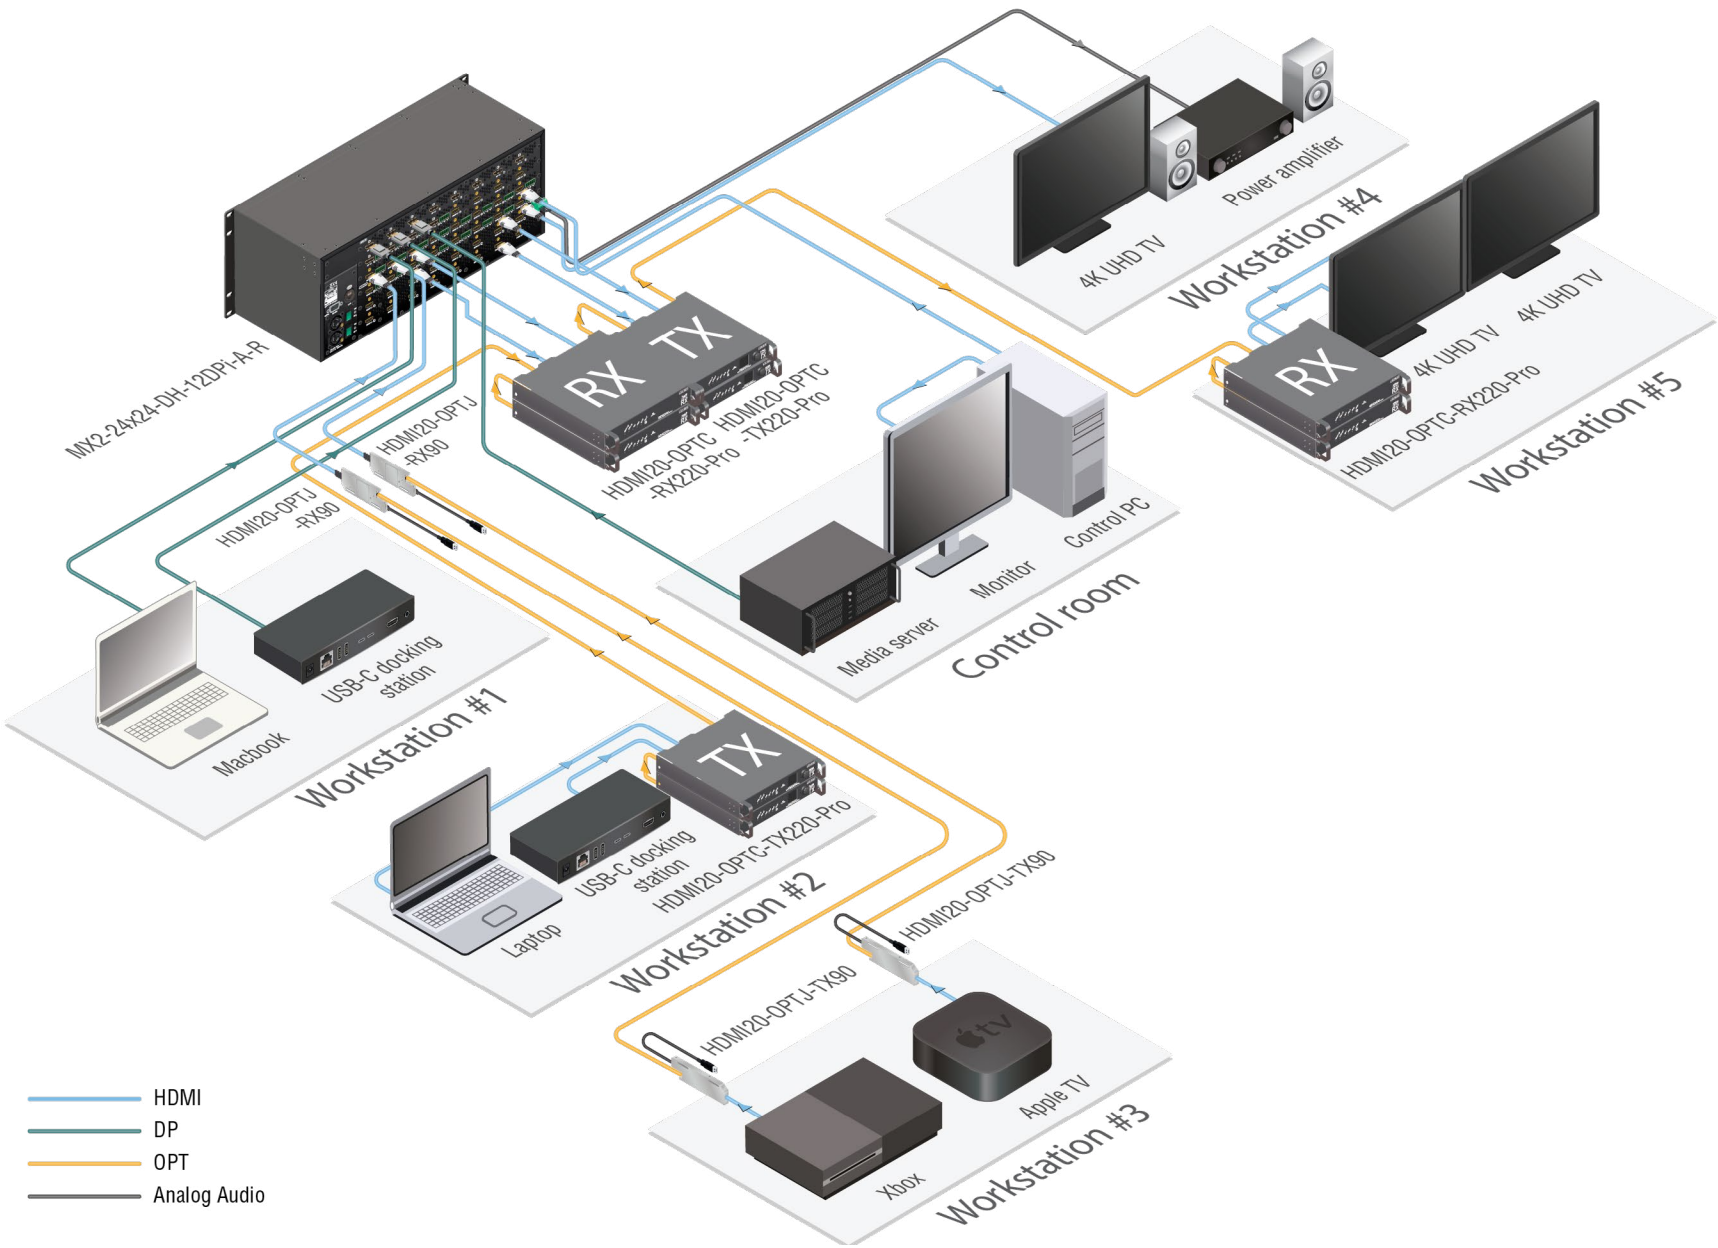 Power amplifier
4K UHD TV
Workstation #4
4K UHD TV
4K UHD TV
RX
HDMI20-OPTC-RX220-Pro
Workstation #5
MX2-24x24-DH-12DPi-A-R
RX
TX
HDMI20-OPTC
-TX220-Pro
HDMI20-OPTC
-RX220-Pro
HDMI20-OPTJ
-RX90
HDMI20-OPTJ
-RX90
Control PC
Monitor
Media server
Control room
USB-C docking
station
Macbook
Workstation #1
TX
HDMI20-OPTC-TX220-Pro
USB-C docking
station
Laptop
Workstation #2
HDMI20-OPTJ-TX90
HDMI20-OPTJ-TX90
tv
Apple TV
Xbox
Workstation #3
HDMI
DP
OPT
Analog Audio